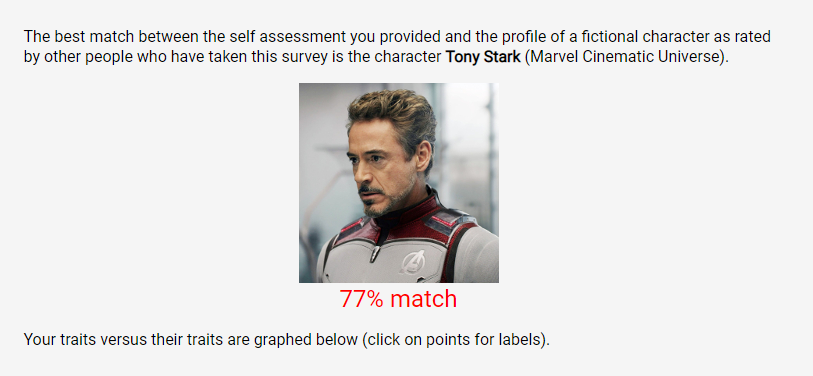 The best match between the self assessment you provided and the profile of a fictional character as rated
by other people who have taken this survey is the character Tony Stark (Marvel Cinematic Universe).
77% match
Your traits versus their traits are graphed below (click on points for labels).